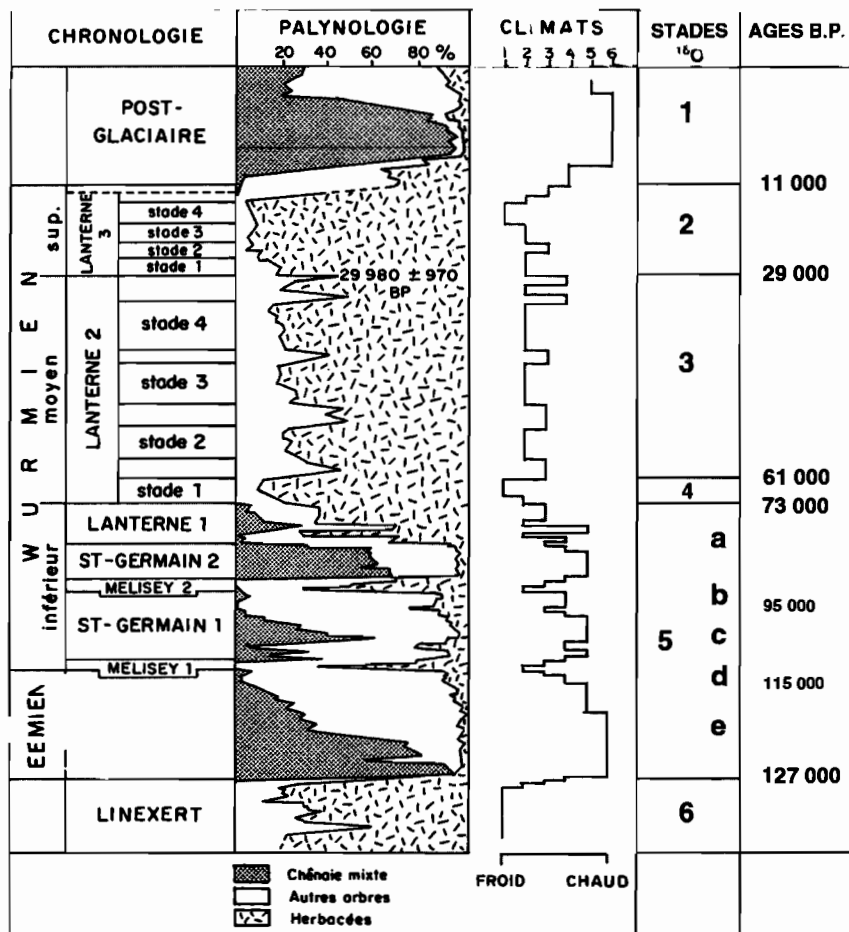 CHRONOLOGIE
PALYNOLOGIE
20 40 60 80 %
CLIMATS
1 2 3 4 5 6
STADES
18O
AGES B.P.
POST-
GLACIAIRE
1
11 000
WURMIEN
sup.
LANTERNE 3
stade 4
stade 3
stade 2
stade 1
2
29 980 ± 970
BP
29 000
moyen
LANTERNE 2
stade 4
stade 3
stade 2
stade 1
3
61 000
4
73 000
inférieur
LANTERNE 1
a
ST-GERMAIN 2
MELISEY 2
b
95 000
ST-GERMAIN 1
5
c
MELISEY 1
d
115 000
EEMIEN
e
127 000
LINEXERT
6
Chênaie mixte
Autres arbres
Herbacées
FROID
CHAUD